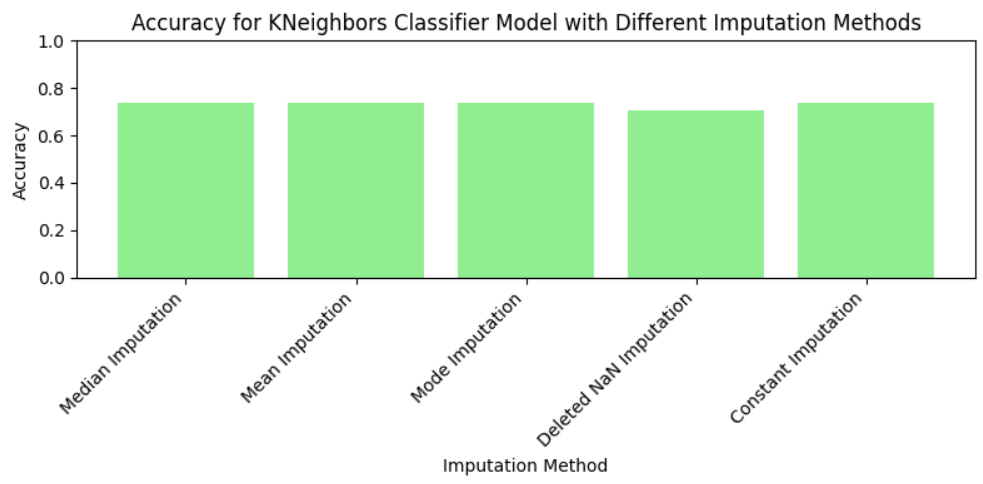 Accuracy for KNeighbors Classifier Model with Different Imputation Methods
1.0
0.8
0.6
0.4
0.2
0.0
Accuracy
Median Imputation
Mean Imputation
Mode Imputation
Deleted NaN Imputation
Constant Imputation
Imputation Method